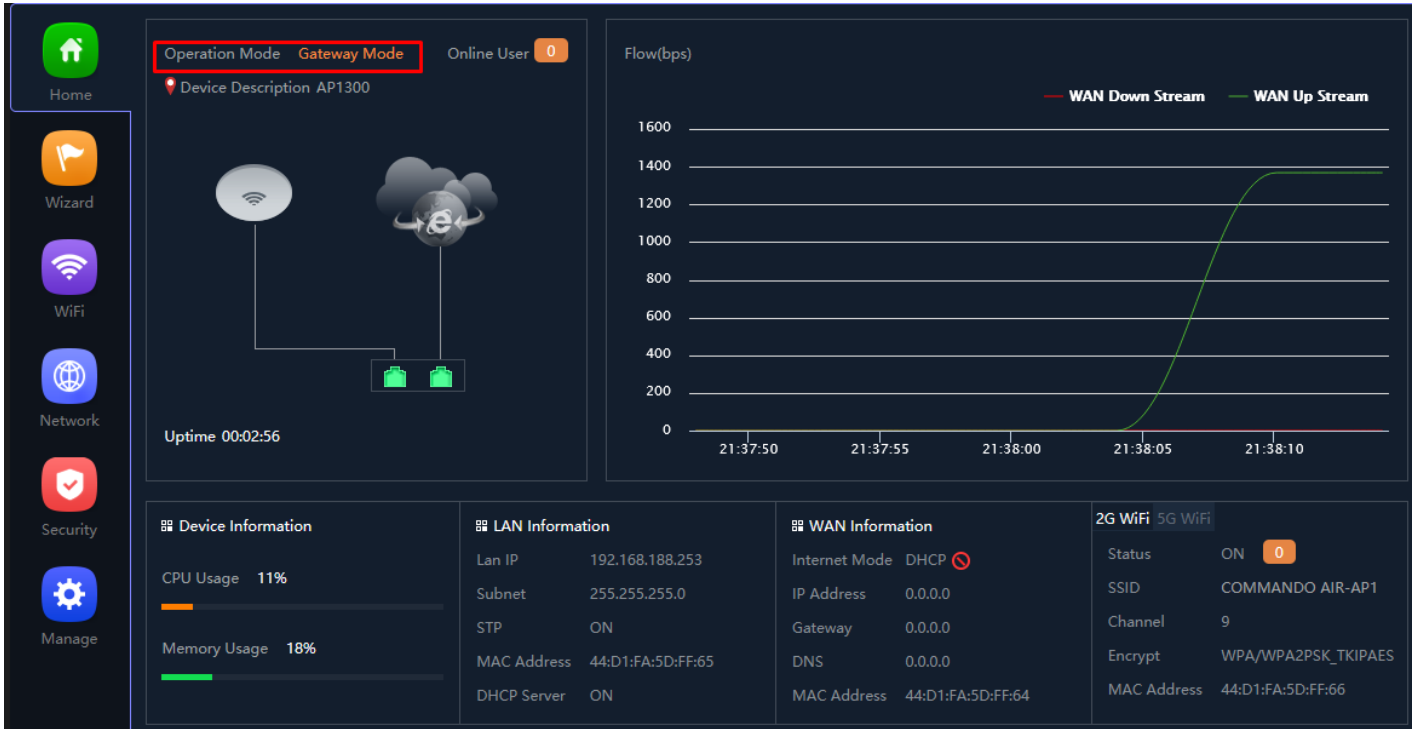 Home
Wizard
WiFi
Network
Security
Manage
Operation Mode Gateway Mode Online User 0
Device Description AP1300
Uptime 00:02:56
Flow(bps)
WAN Down Stream WAN Up Stream
1600
1400
1200
1000
800
600
400
200
0
21:37:50 21:37:55 21:38:00 21:38:05 21:38:10
Device Information
CPU Usage 11%
Memory Usage 18%
LAN Information
Lan IP 192.168.188.253
Subnet 255.255.255.0
STP ON
MAC Address 44:D1:FA:5D:FF:65
DHCP Server ON
WAN Information
Internet Mode DHCP
IP Address 0.0.0.0
Gateway 0.0.0.0
DNS 0.0.0.0
MAC Address 44:D1:FA:5D:FF:64
2G WiFi 5G WiFi
Status ON 0
SSID COMMANDO AIR-AP1
Channel 9
Encrypt WPA/WPA2PSK_TKIPAES
MAC Address 44:D1:FA:5D:FF:66